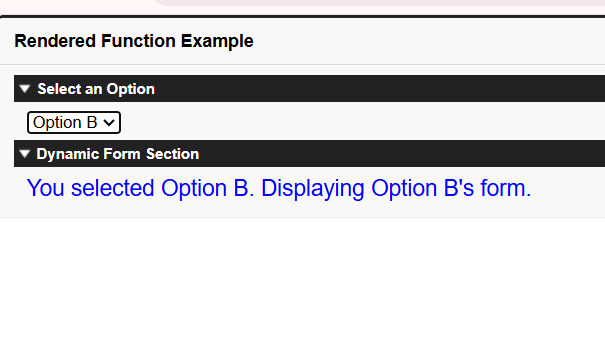 Rendered Function Example
Select an Option
Option B
Dynamic Form Section
You selected Option B. Displaying Option B's form.